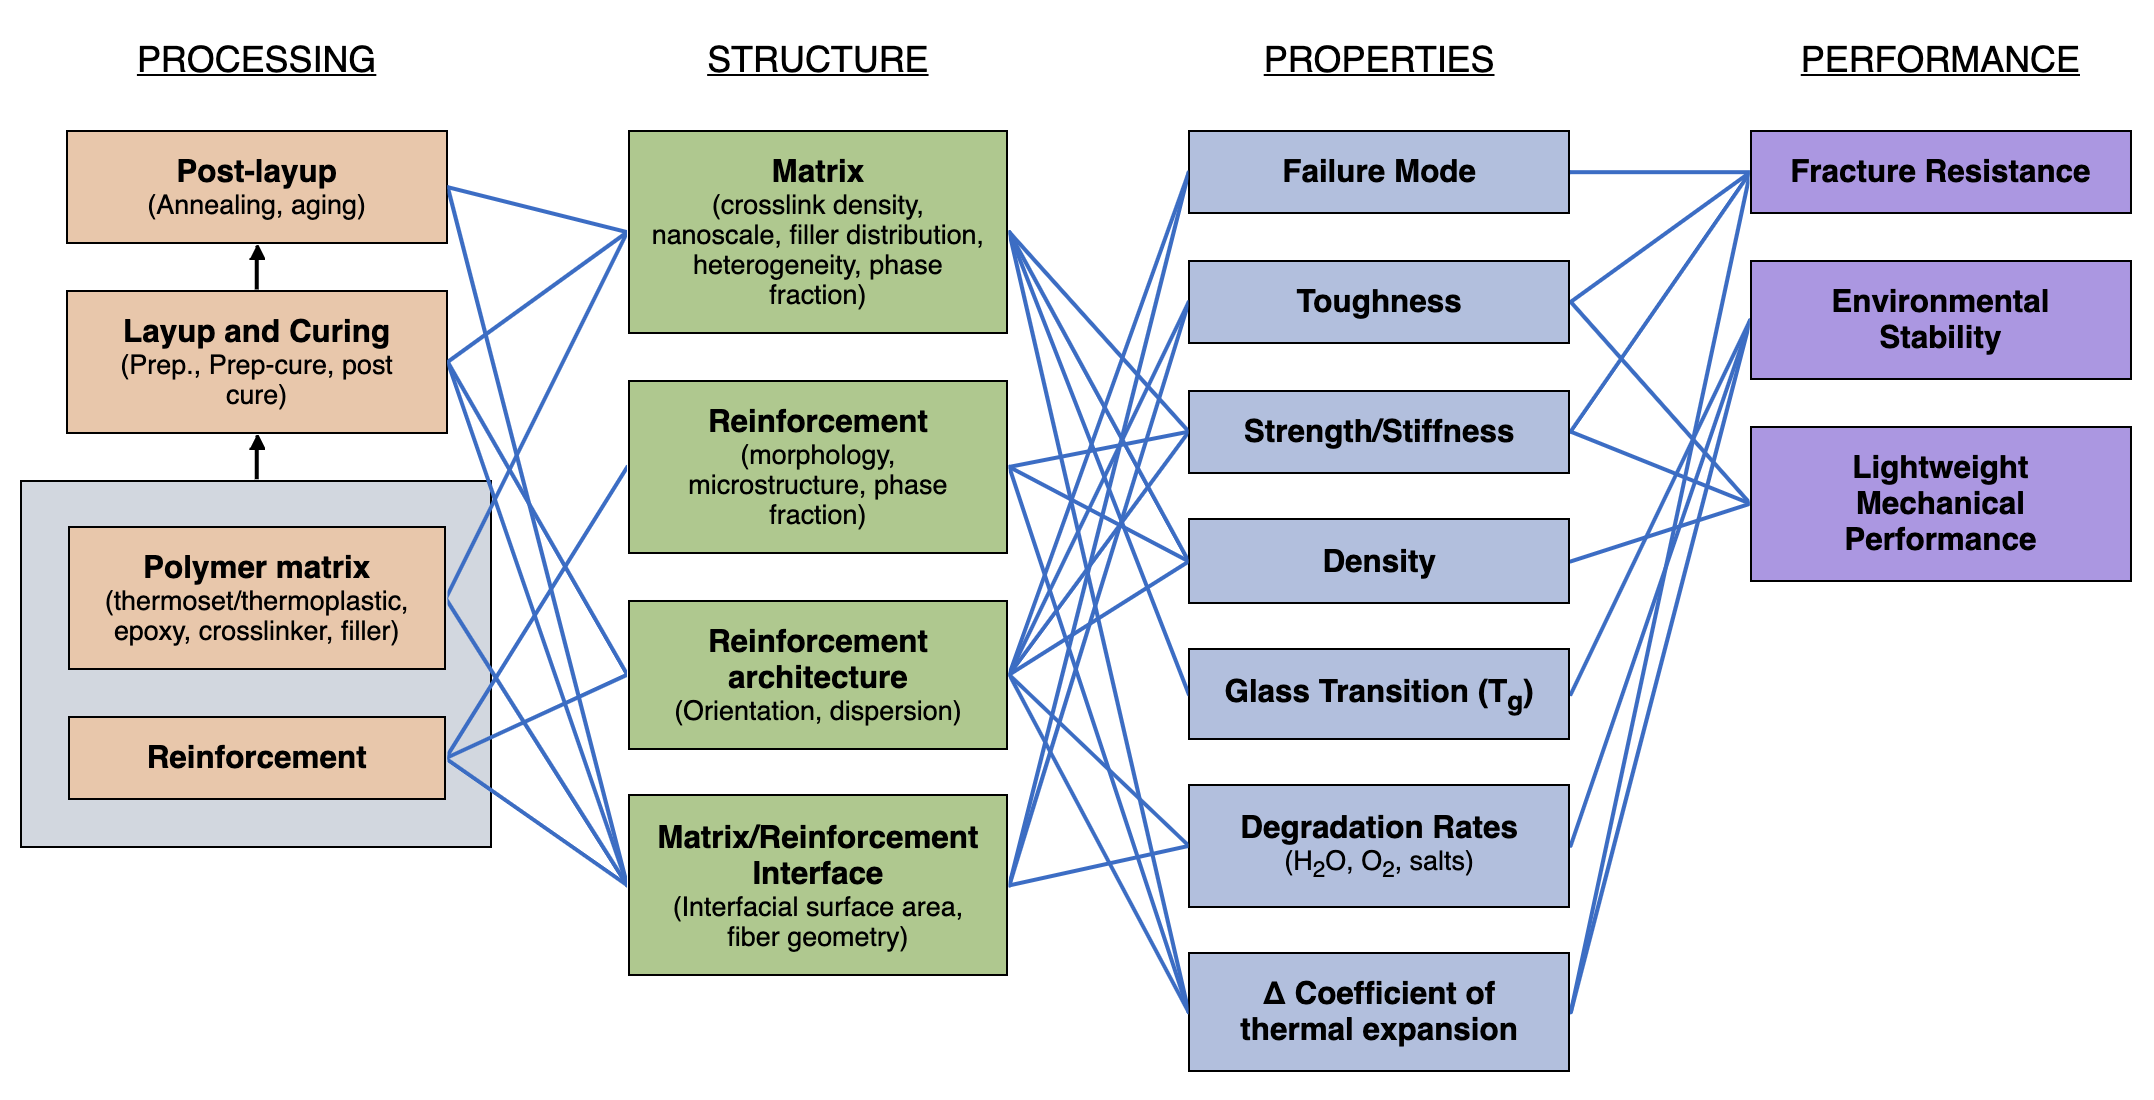 PROCESSING
STRUCTURE
PROPERTIES
PERFORMANCE
Post-layup
(Annealing, aging)
Layup and Curing
(Prep., Prep-cure, post
cure)
Polymer matrix
(thermoset/thermoplastic,
epoxy, crosslinker, filler)
Reinforcement
Matrix
(crosslink density,
nanoscale, filler distribution,
heterogeneity, phase
fraction)
Reinforcement
(morphology,
microstructure, phase
fraction)
Reinforcement
architecture
(Orientation, dispersion)
Matrix/Reinforcement
Interface
(Interfacial surface area,
fiber geometry)
Failure Mode
Toughness
Strength/Stiffness
Density
Glass Transition (Tg)
Degradation Rates
(H2O, O2, salts)
Δ Coefficient of
thermal expansion
Fracture Resistance
Environmental
Stability
Lightweight
Mechanical
Performance